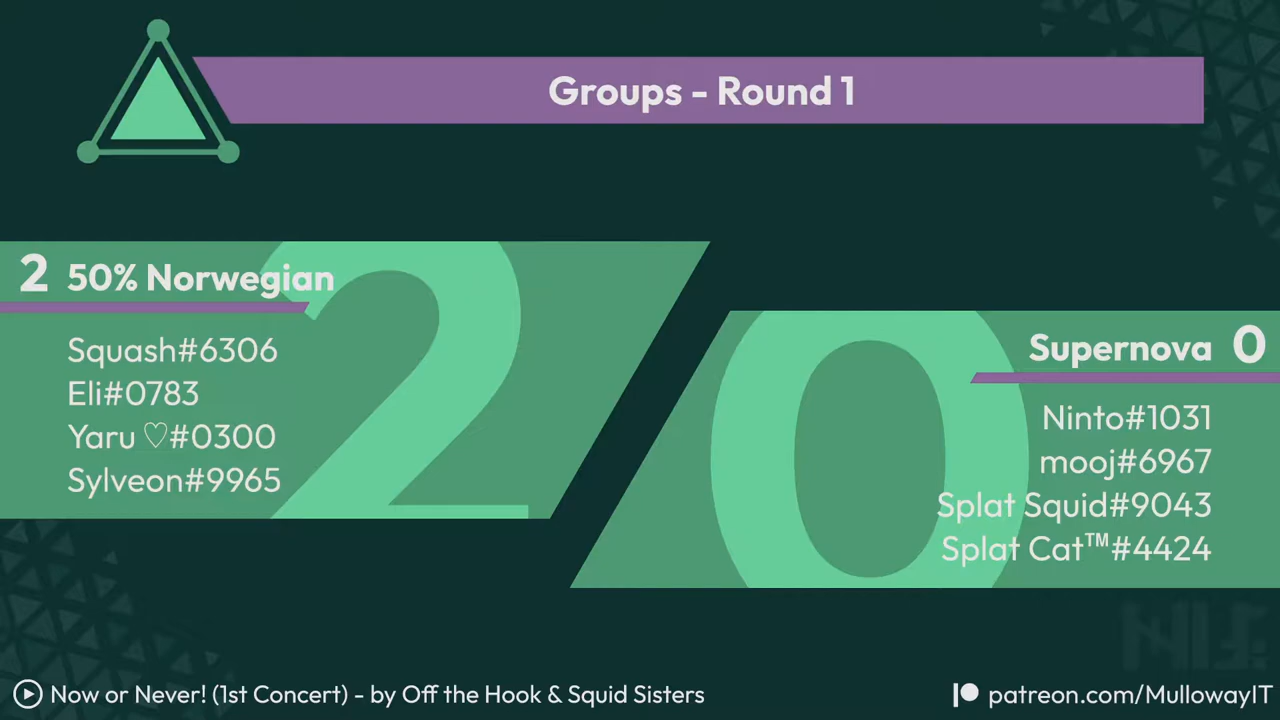 Groups - Round 1
2 50% Norwegian
Squash#6306
Eli#0783
Yaru ♡#0300
Sylveon#9965
2
Supernova 0
Ninto#1031
mooj#6967
Splat Squid#9043
Splat Cat™#4424
0
Now or Never! (1st Concert) - by Off the Hook & Squid Sisters
patreon.com/MullowayIT